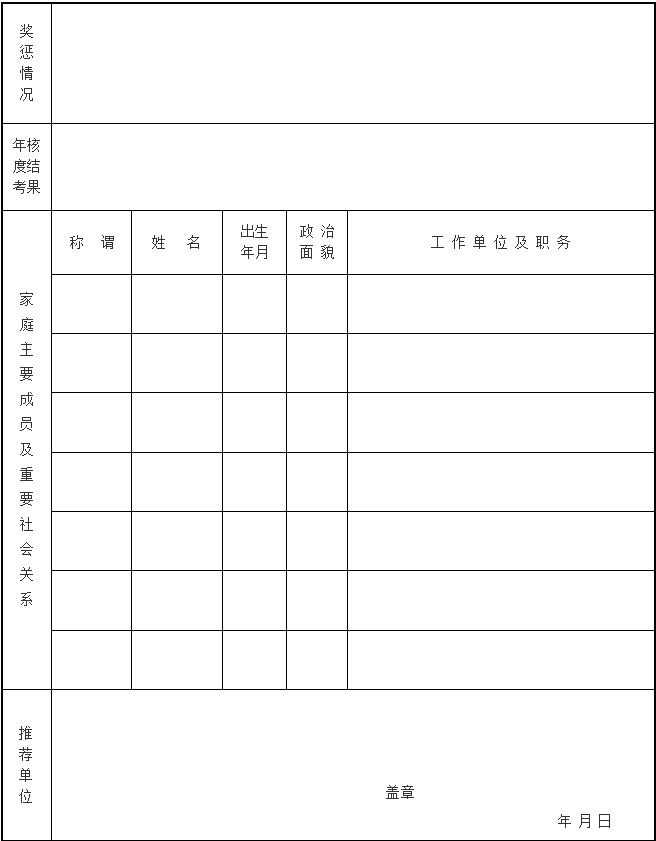 奖
惩
情
况
年核
度结
考果
称 谓
姓 名
出生
年月
政 治
面 貌
工 作 单 位 及 职 务
家
庭
主
要
成
员
及
重
要
社
会
关
系
推
荐
单
位
盖章
年 月 日